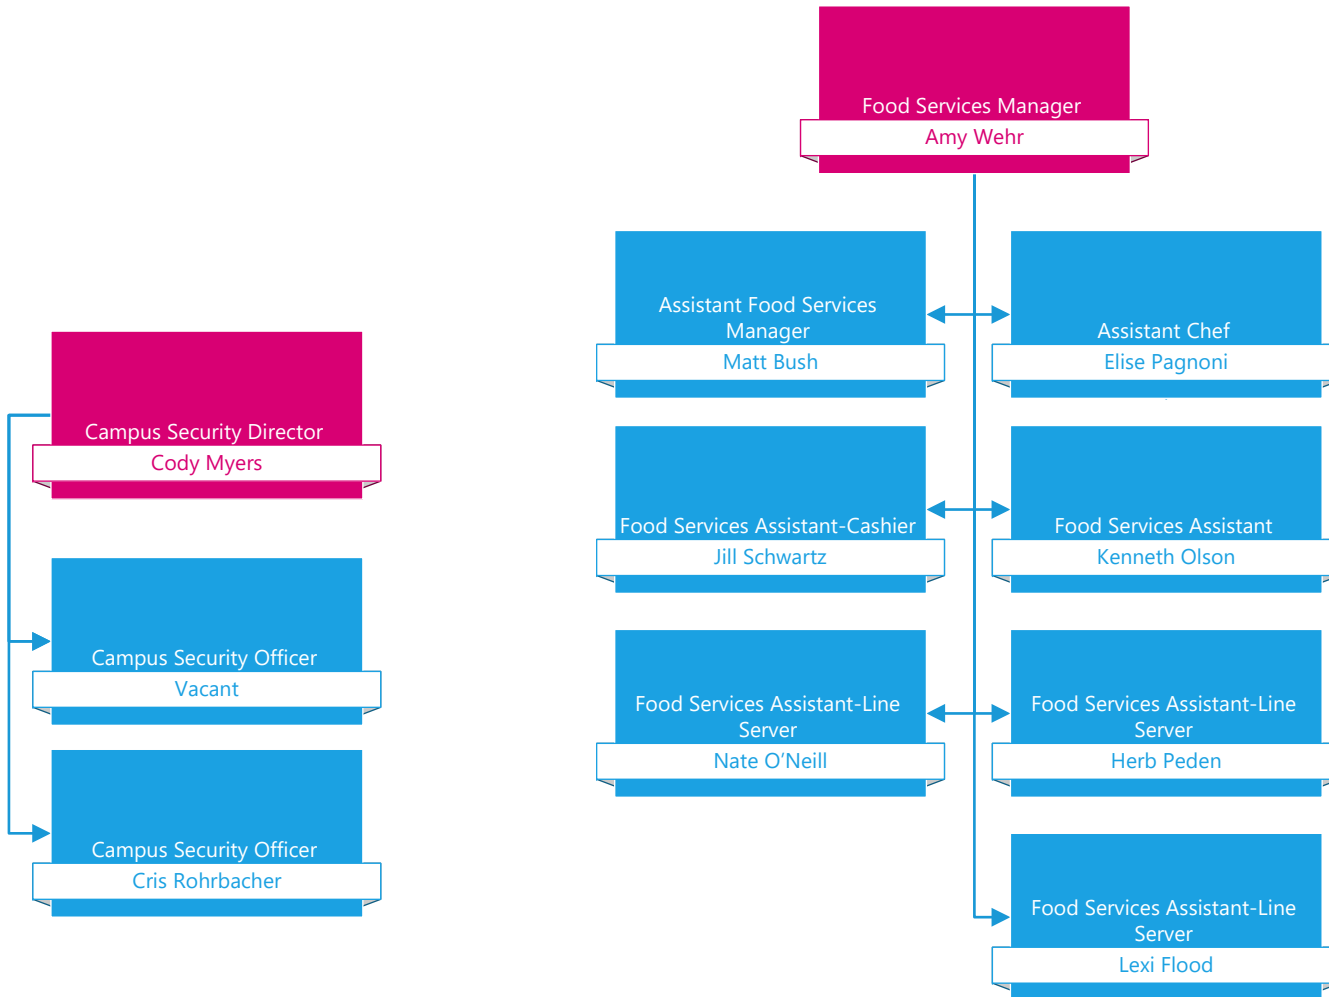 Food Services Manager
Amy Wehr
Assistant Food Services
Manager
Matt Bush
Assistant Chef
Elise Pagnoni
Campus Security Director
Cody Myers
Food Services Assistant-Cashier
Jill Schwartz
Food Services Assistant
Kenneth Olson
Campus Security Officer
Vacant
Food Services Assistant-Line
Server
Nate O’Neill
Food Services Assistant-Line
Server
Herb Peden
Campus Security Officer
Cris Rohrbacher
Food Services Assistant-Line
Server
Lexi Flood